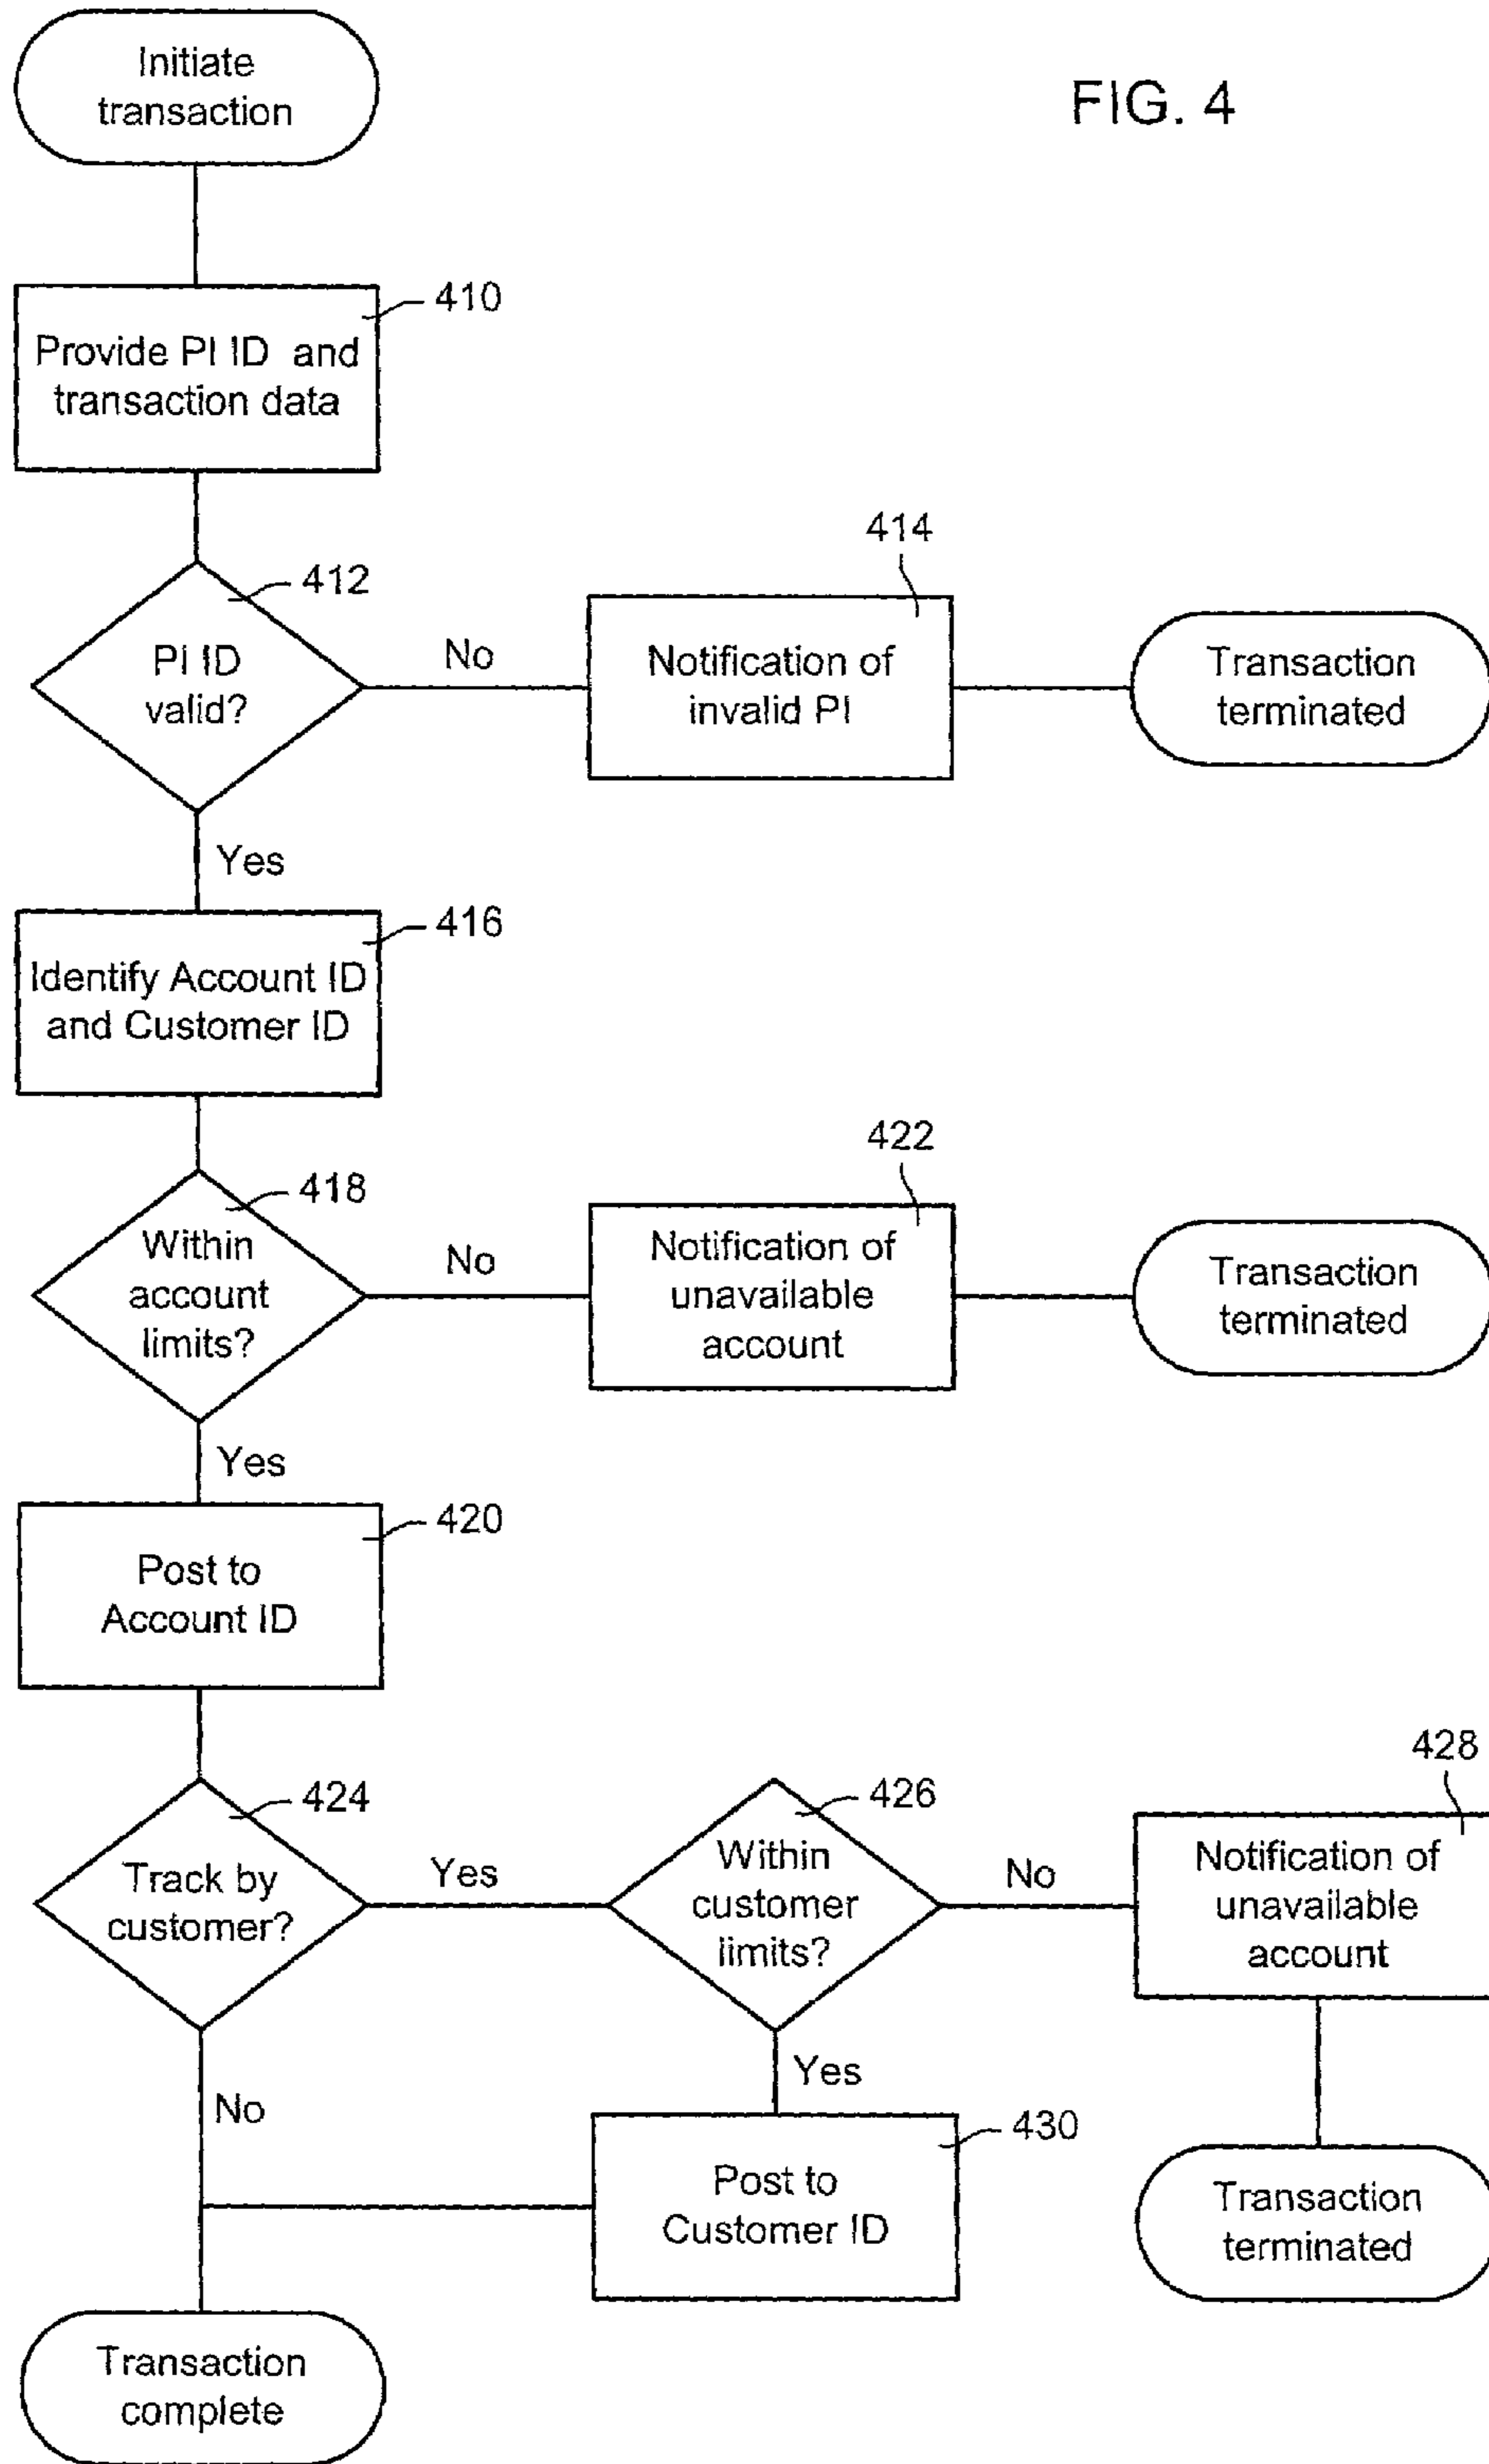 FIG. 4
Initiate
transaction
410
Provide PI ID and
transaction data
412
PI ID
valid?
No
414
Notification of
invalid PI
Transaction
terminated
Yes
416
Identify Account ID
and Customer ID
418
Within
account
limits?
No
422
Notification of
unavailable
account
Transaction
terminated
Yes
420
Post to
Account ID
424
Track by
customer?
Yes
426
Within
customer
limits?
No
428
Notification of
unavailable
account
Transaction
terminated
Yes
430
Post to
Customer ID
No
Transaction
complete